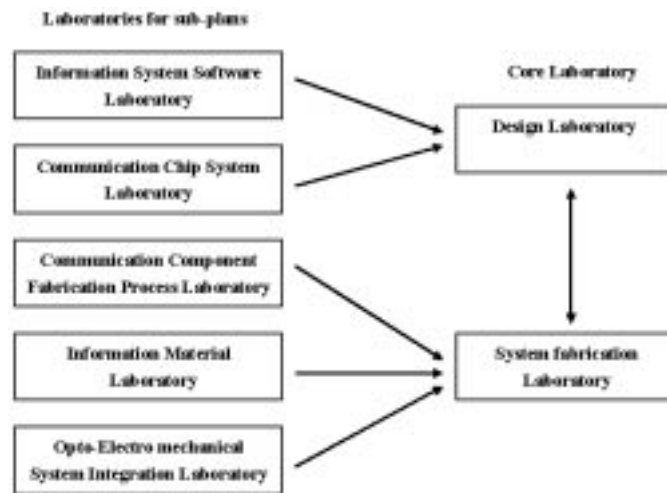 Laboratories for sub-plans
Information System Software
Laboratory
Communication Chip System
Laboratory
Communication Component
Fabrication Process Laboratory
Information Material
Laboratory
Opto-Electro mechanical
System Integration Laboratory
Core Laboratory
Design Laboratory
System fabrication
Laboratory